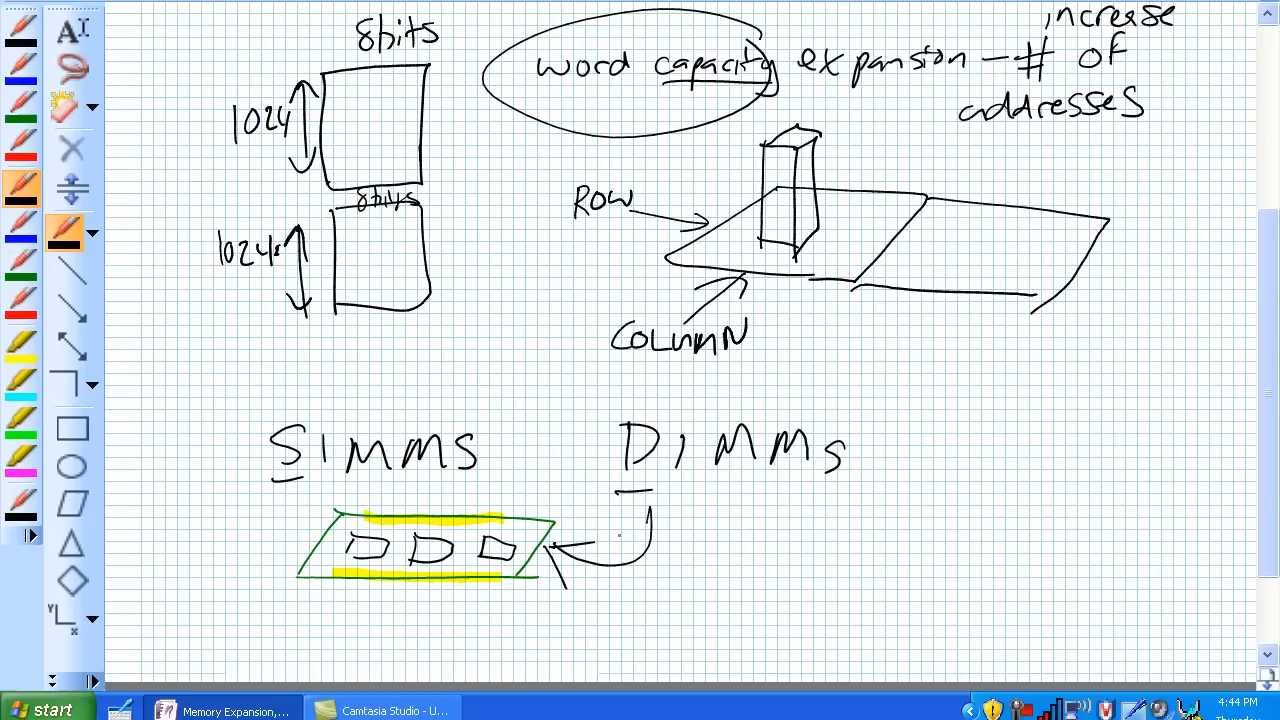 8bits
increase
word capacity expansion - # of
addresses
1024
8bits
ROW
1024
COLUMN
SIMMS DIMMs
start
Memory Expansion,...
Camtasia Studio - U...
4:44 PM